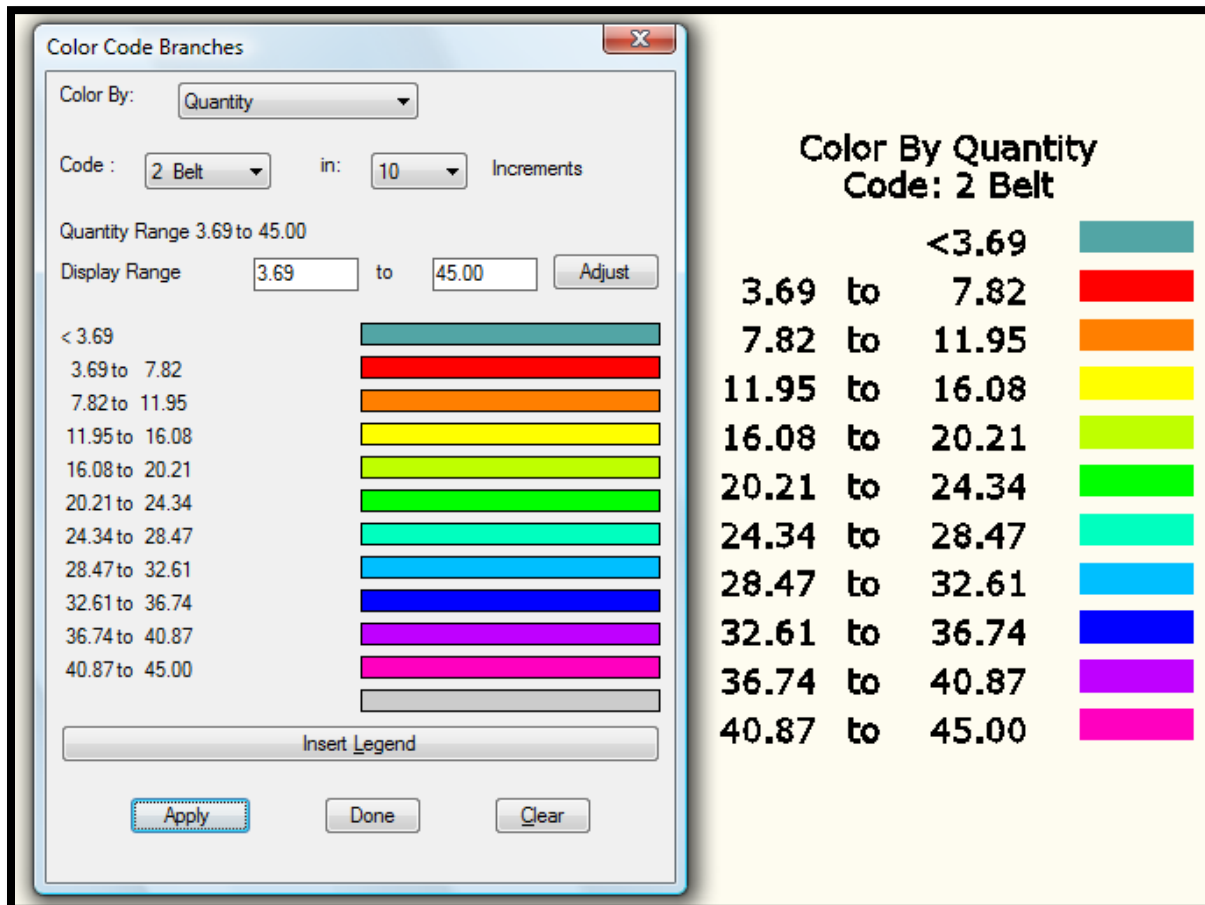 Color Code Branches
Color By: Quantity
Code : 2 Belt in: 10 Increments
Quantity Range 3.69 to 45.00
Display Range 3.69 to 45.00 Adjust
< 3.69
3.69 to 7.82
7.82 to 11.95
11.95 to 16.08
16.08 to 20.21
20.21 to 24.34
24.34 to 28.47
28.47 to 32.61
32.61 to 36.74
36.74 to 40.87
40.87 to 45.00
Insert Legend
Apply Done Clear
Color By Quantity
Code: 2 Belt
<3.69
3.69 to 7.82
7.82 to 11.95
11.95 to 16.08
16.08 to 20.21
20.21 to 24.34
24.34 to 28.47
28.47 to 32.61
32.61 to 36.74
36.74 to 40.87
40.87 to 45.00